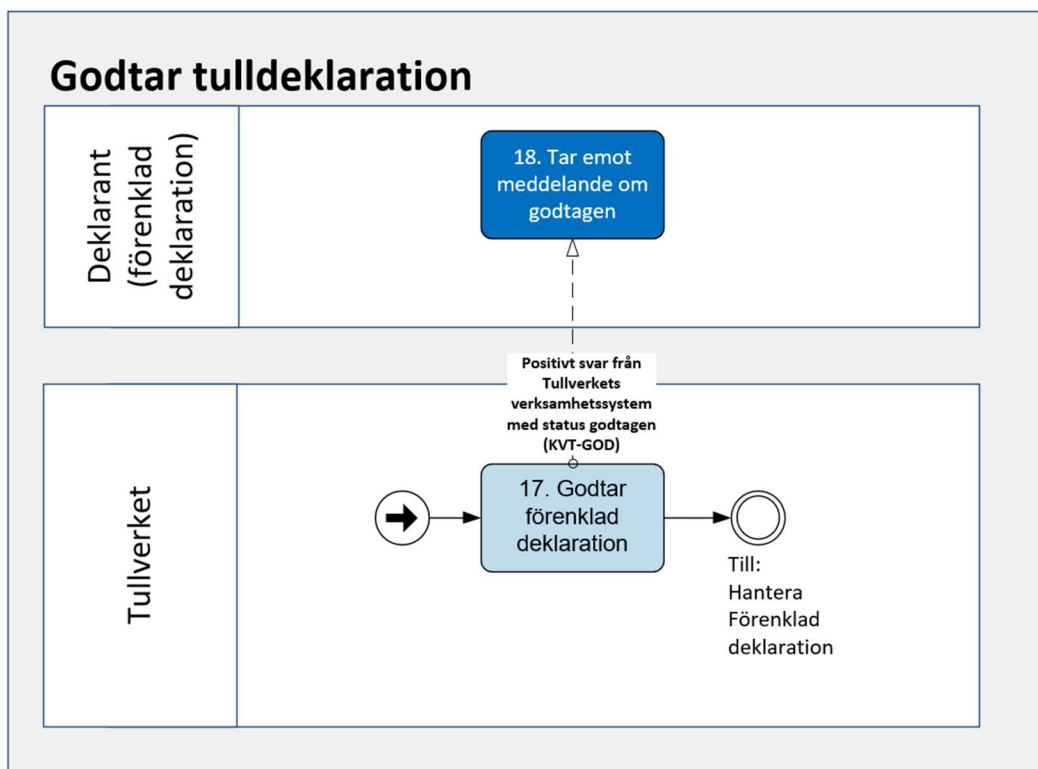 Godtar tulldeklaration
Deklarant
(förenklad
deklaration)
18. Tar emot
meddelande om
godtagen
Positivt svar från
Tullverkets
verksamhetssystem
med status godtagen
(KVT-GOD)
Tullverket
17. Godtar
förenklad
deklaration
Till:
Hantera
Förenklad
deklaration